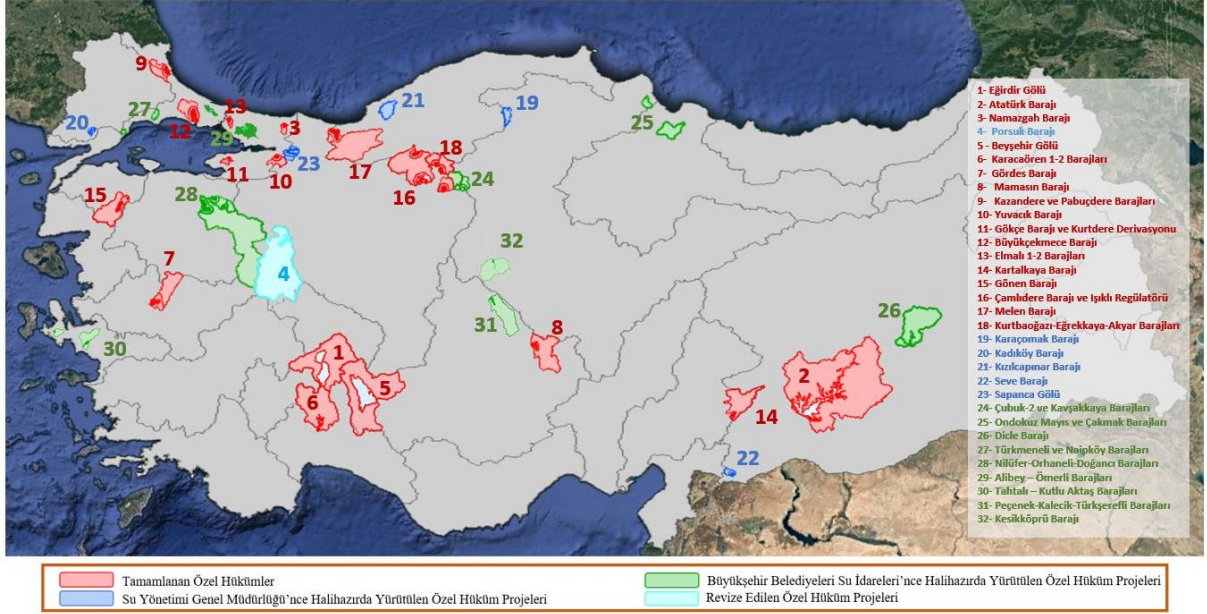 9
27
13
21
19
20
12
29
3
25
23
18
17
11
10
24
16
15
28
32
7
4
26
31
30
8
1
5
2
6
14
22
1- Eğirdir Gölü
2- Atatürk Barajı
3- Namazgah Barajı
4- Porsuk Barajı
5 - Beyşehir Gölü
6- Karacaören 1-2 Barajları
7- Gördes Barajı
8- Mamasın Barajı
9- Kazandere ve Pabuçdere Barajları
10- Yuvacık Barajı
11- Gökçe Barajı ve Kurtdere Derivasyonu
12- Büyükçekmece Barajı
13- Elmalı 1-2 Barajları
14- Kartalkaya Barajı
15- Gönen Barajı
16- Çamlıdere Barajı ve Işıklı Regülatörü
17- Melen Barajı
18- Kurtbaoğazı-Eğrekkaya-Akyar Barajları
19- Karaçomak Barajı
20- Kadıköy Barajı
21- Kızılcapınar Barajı
22- Seve Barajı
23- Sapanca Gölü
24- Çubuk-2 ve Kavşakkaya Barajları
25- Ondokuz Mayıs ve Çakmak Barajları
26- Dicle Barajı
27- Türkmeneli ve Naipköy Barajları
28- Nilüfer-Orhaneli-Doğancı Barajları
29- Alibey – Ömerli Barajları
30- Tahtalı – Kutlu Aktaş Barajları
31- Peçenek-Kalecik-Türkşerefli Barajları
32- Kesikköprü Barajı
Tamamlanan Özel Hükümler
Büyükşehir Belediyeleri Su İdareleri’nce Halihazırda Yürütülen Özel Hüküm Projeleri
Su Yönetimi Genel Müdürlüğü’nce Halihazırda Yürütülen Özel Hüküm Projeleri
Revize Edilen Özel Hüküm Projeleri